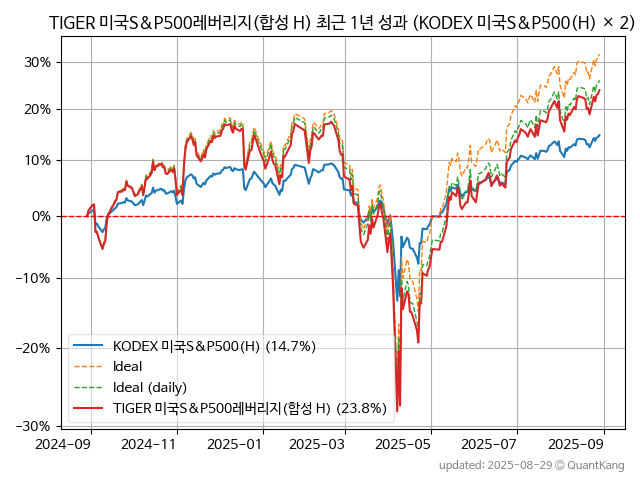 TIGER 미국S&P500레버리지(합성 H) 최근 1년 성과 (KODEX 미국S&P500(H) × 2)
30%
20%
10%
0%
−10%
−20%
−30%
KODEX 미국S&P500(H) (14.7%)
Ideal
Ideal (daily)
TIGER 미국S&P500레버리지(합성 H) (23.8%)
2024-09 2024-11 2025-01 2025-03 2025-05 2025-07 2025-09
updated: 2025-08-29 © QuantKang